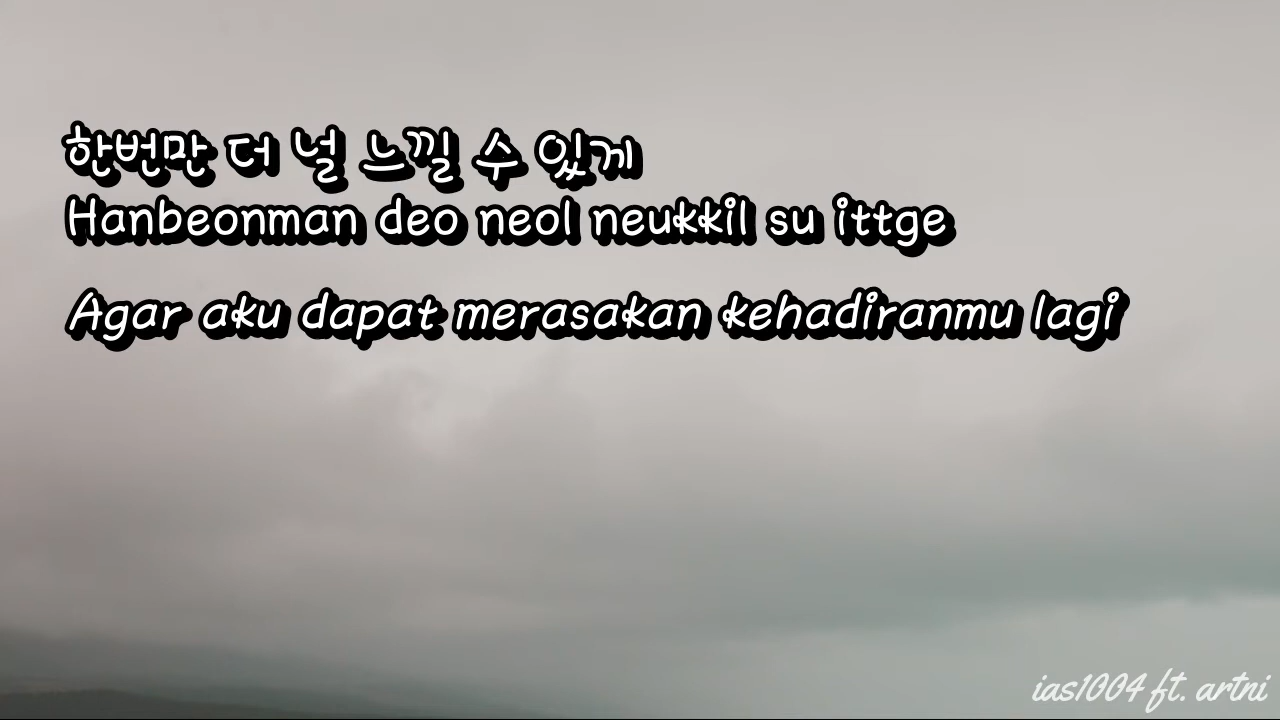 한번만 더 널 느낄 수 있게
Hanbeonman deo neol neukkil su ittge
Agar aku dapat merasakan kehadiranmu lagi
ias1004 ft. artni